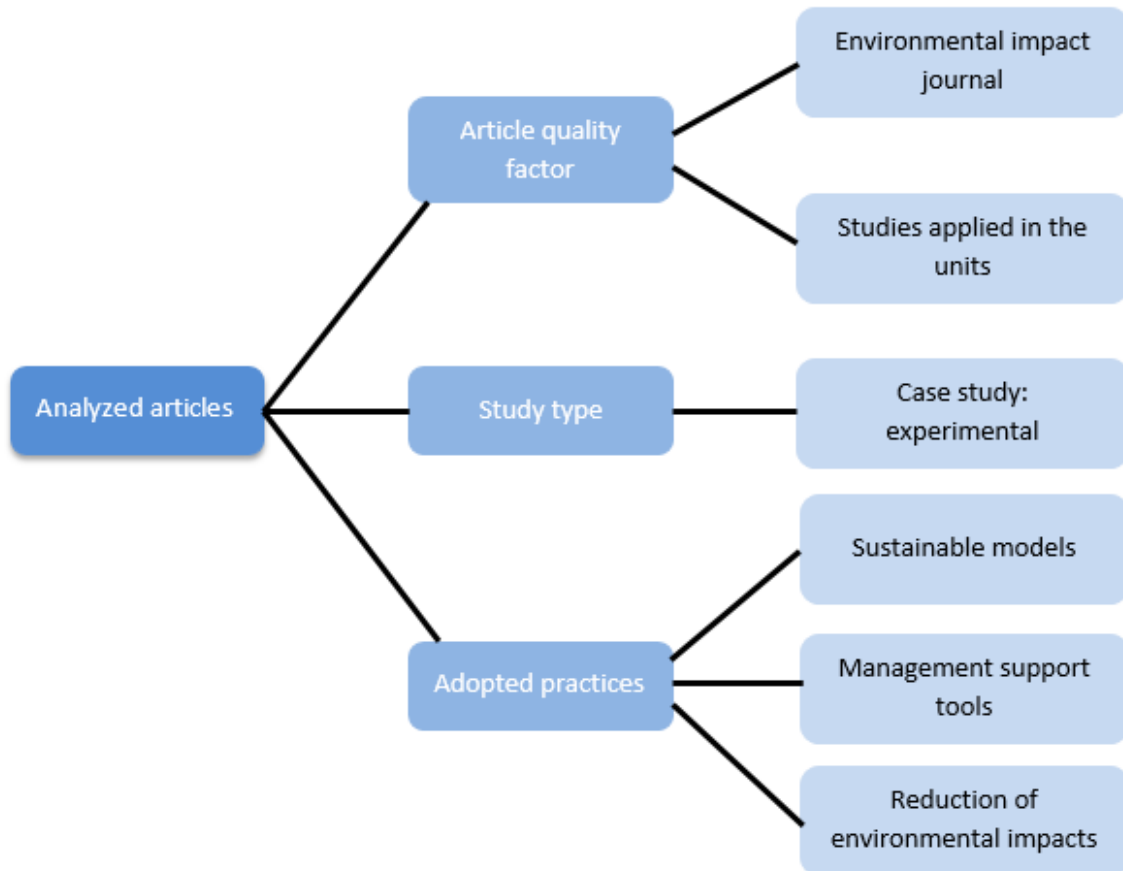 Analyzed articles
Article quality
factor
Environmental impact
journal
Studies applied in the
units
Study type
Case study:
experimental
Adopted practices
Sustainable models
Management support
tools
Reduction of
environmental impacts